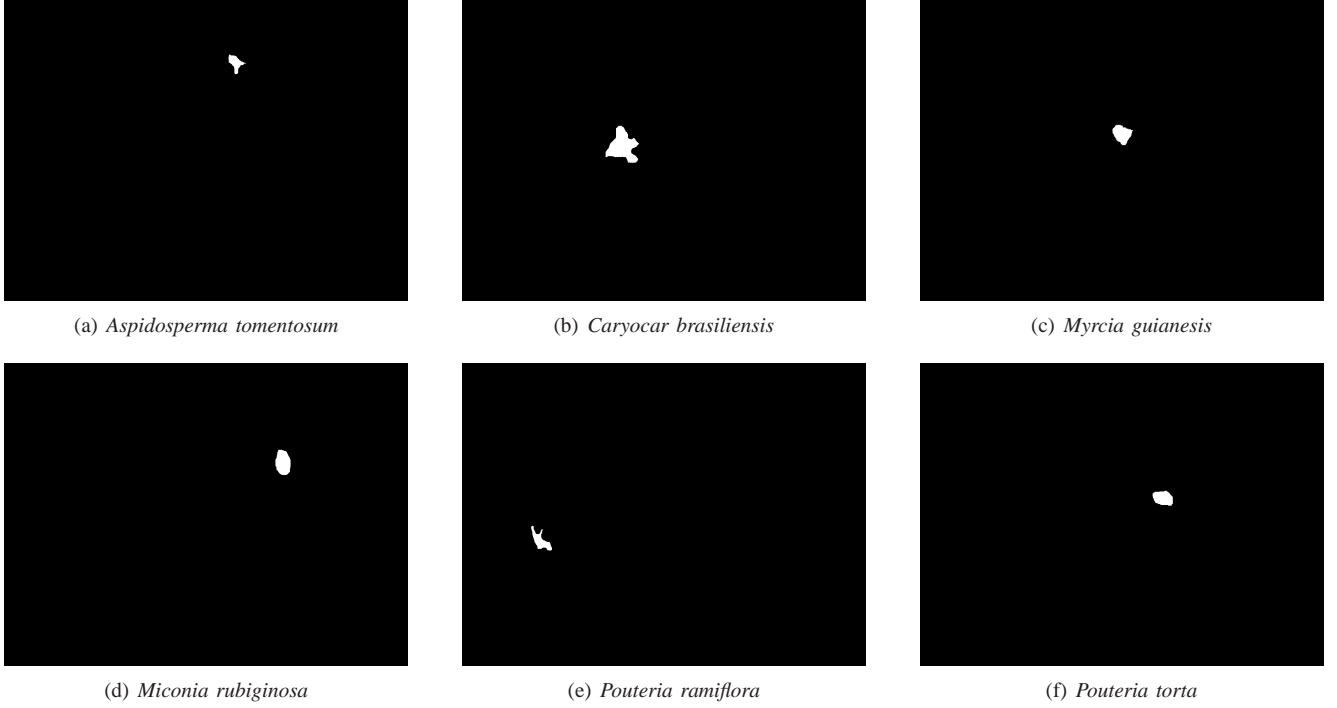 (a) Aspidosperma tomentosum
(b) Caryocar brasiliensis
(c) Myrcia guianesis
(d) Miconia rubiginosa
(e) Pouteria ramiflora
(f) Pouteria torta